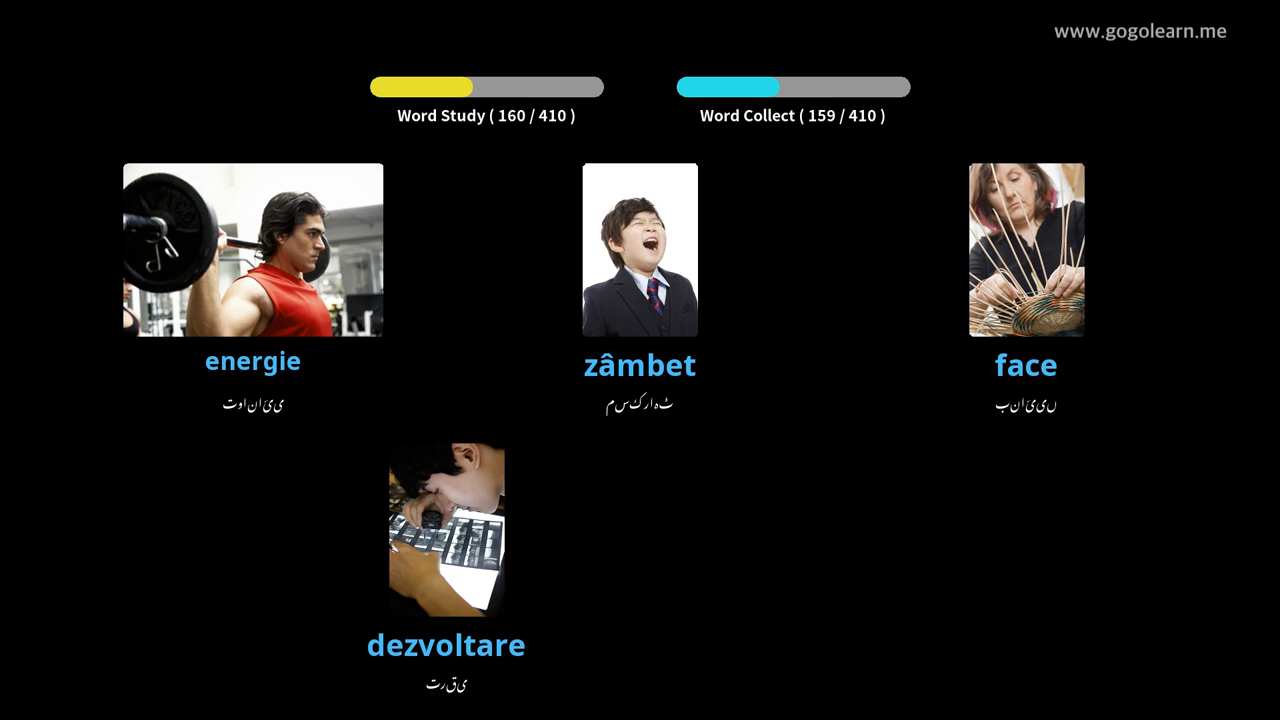 www.gogolearn.me
Word Study ( 160 / 410 )
Word Collect ( 159 / 410 )
energie
توانائی
zâmbet
مسکراہٹ
face
بنائیں
dezvoltare
ترقی